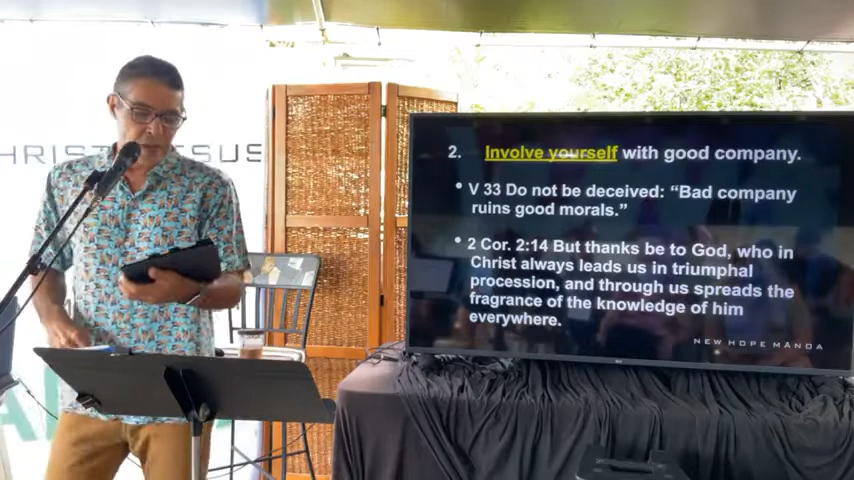 CHRIST JESUS
2. Involve yourself with good company.
• V 33 Do not be deceived: “Bad company
ruins good morals.”
• 2 Cor. 2:14 But thanks be to God, who in
Christ always leads us in triumphal
procession, and through us spreads the
fragrance of the knowledge of him
everywhere.
NEW HOPE MĀNOA